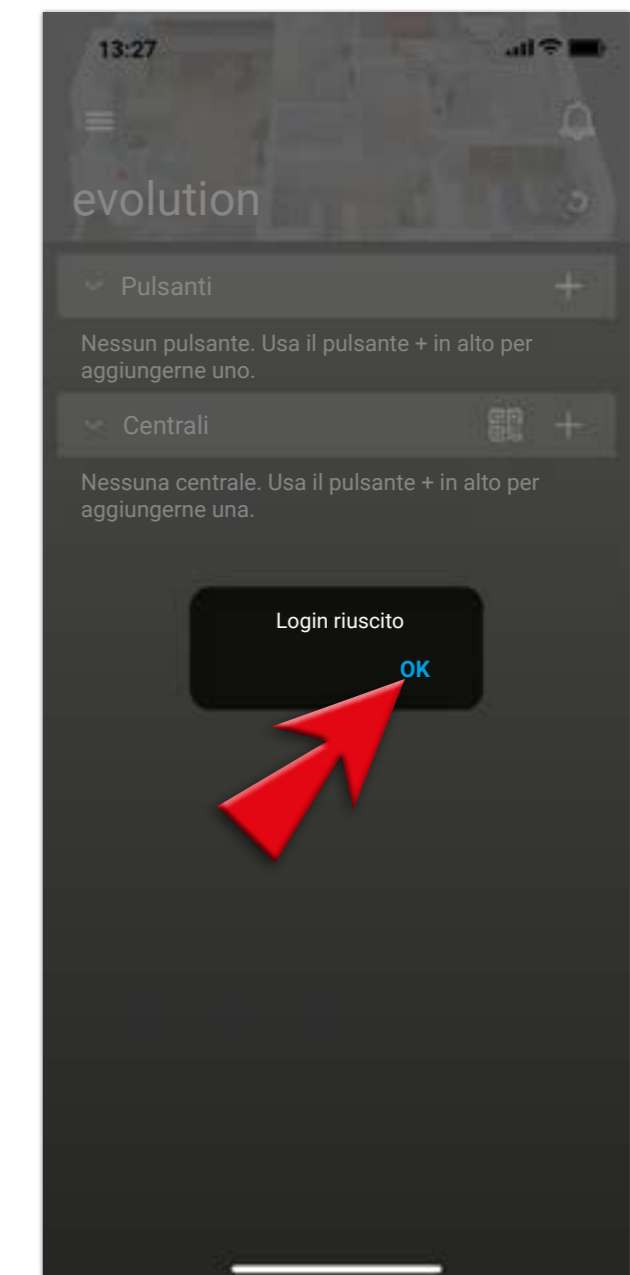 13:27
evolution
Pulsanti
Nessun pulsante. Usa il pulsante + in alto per
aggiungerne uno.
Centrali
Nessuna centrale. Usa il pulsante + in alto per
aggiungerne una.
Login riuscito
OK